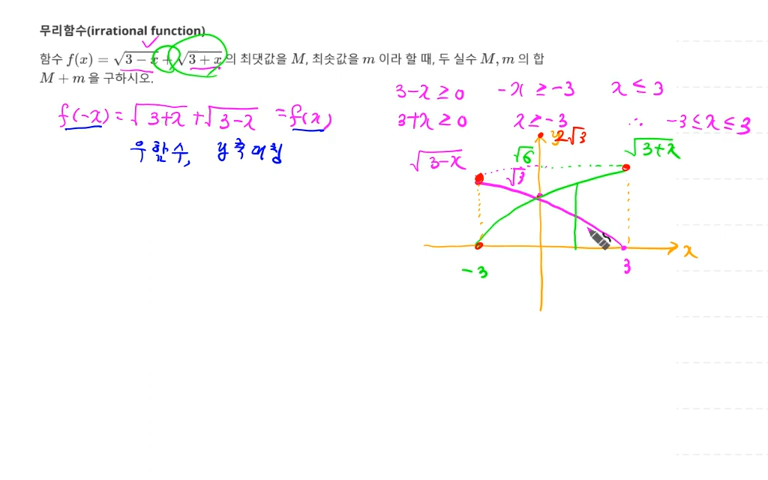 무리함수(irrational function)
함수 f(x) = √(3−x) + √(3+x) 의 최댓값을 M, 최솟값을 m 이라 할 때, 두 실수 M, m 의 합
M + m 을 구하시오.
f(-x) = √(3+x) + √(3-x) = f(x)
우함수, y축대칭
3-x ≥ 0 -x ≥ -3 x ≤ 3
3+x ≥ 0 x ≥ -3 ∴ -3 ≤ x ≤ 3
y 2√3
√(3-x) √6 √(3+x)
√3
x
-3 3